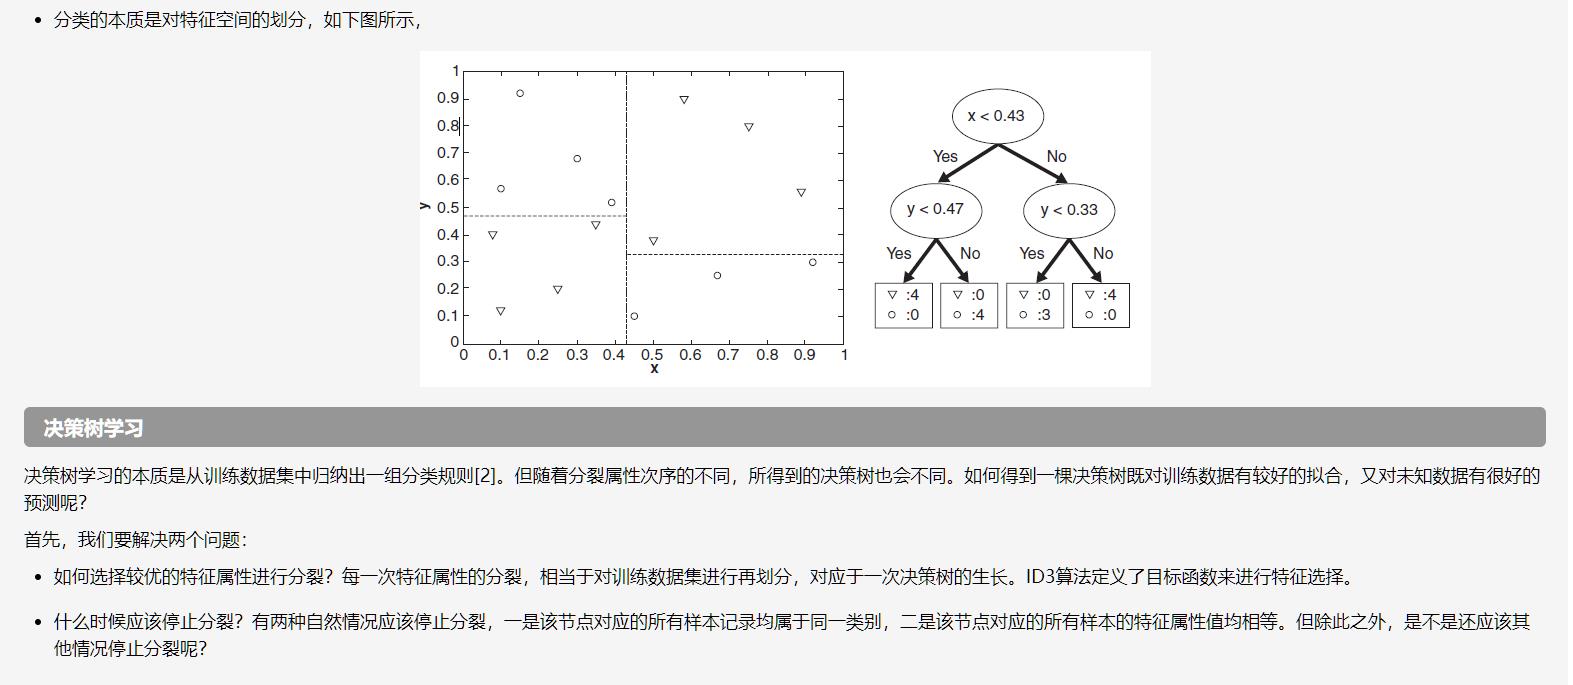 分类的本质是对特征空间的划分，如下图所示，
1
0.9
0.8
0.7
0.6
0.5
0.4
0.3
0.2
0.1
0
y
0 0.1 0.2 0.3 0.4 0.5 0.6 0.7 0.8 0.9 1
x
x < 0.43
Yes No
y < 0.47 y < 0.33
Yes No Yes No
▽ :4 ▽ :0 ▽ :0 ▽ :4
○ :0 ○ :4 ○ :3 ○ :0
决策树学习
决策树学习的本质是从训练数据集中归纳出一组分类规则[2]。但随着分裂属性次序的不同，所得到的决策树也会不同。如何得到一棵决策树既对训练数据有较好的拟合，又对未知数据有很好的
预测呢？
首先，我们要解决两个问题：
如何选择较优的特征属性进行分裂？每一次特征属性的分裂，相当于对训练数据集进行再划分，对应于一次决策树的生长。ID3算法定义了目标函数来进行特征选择。
什么时候应该停止分裂？有两种自然情况应该停止分裂，一是该节点对应的所有样本记录均属于同一类别，二是该节点对应的所有样本的特征属性值均相等。但除此之外，是不是还应该其
他情况停止分裂呢？